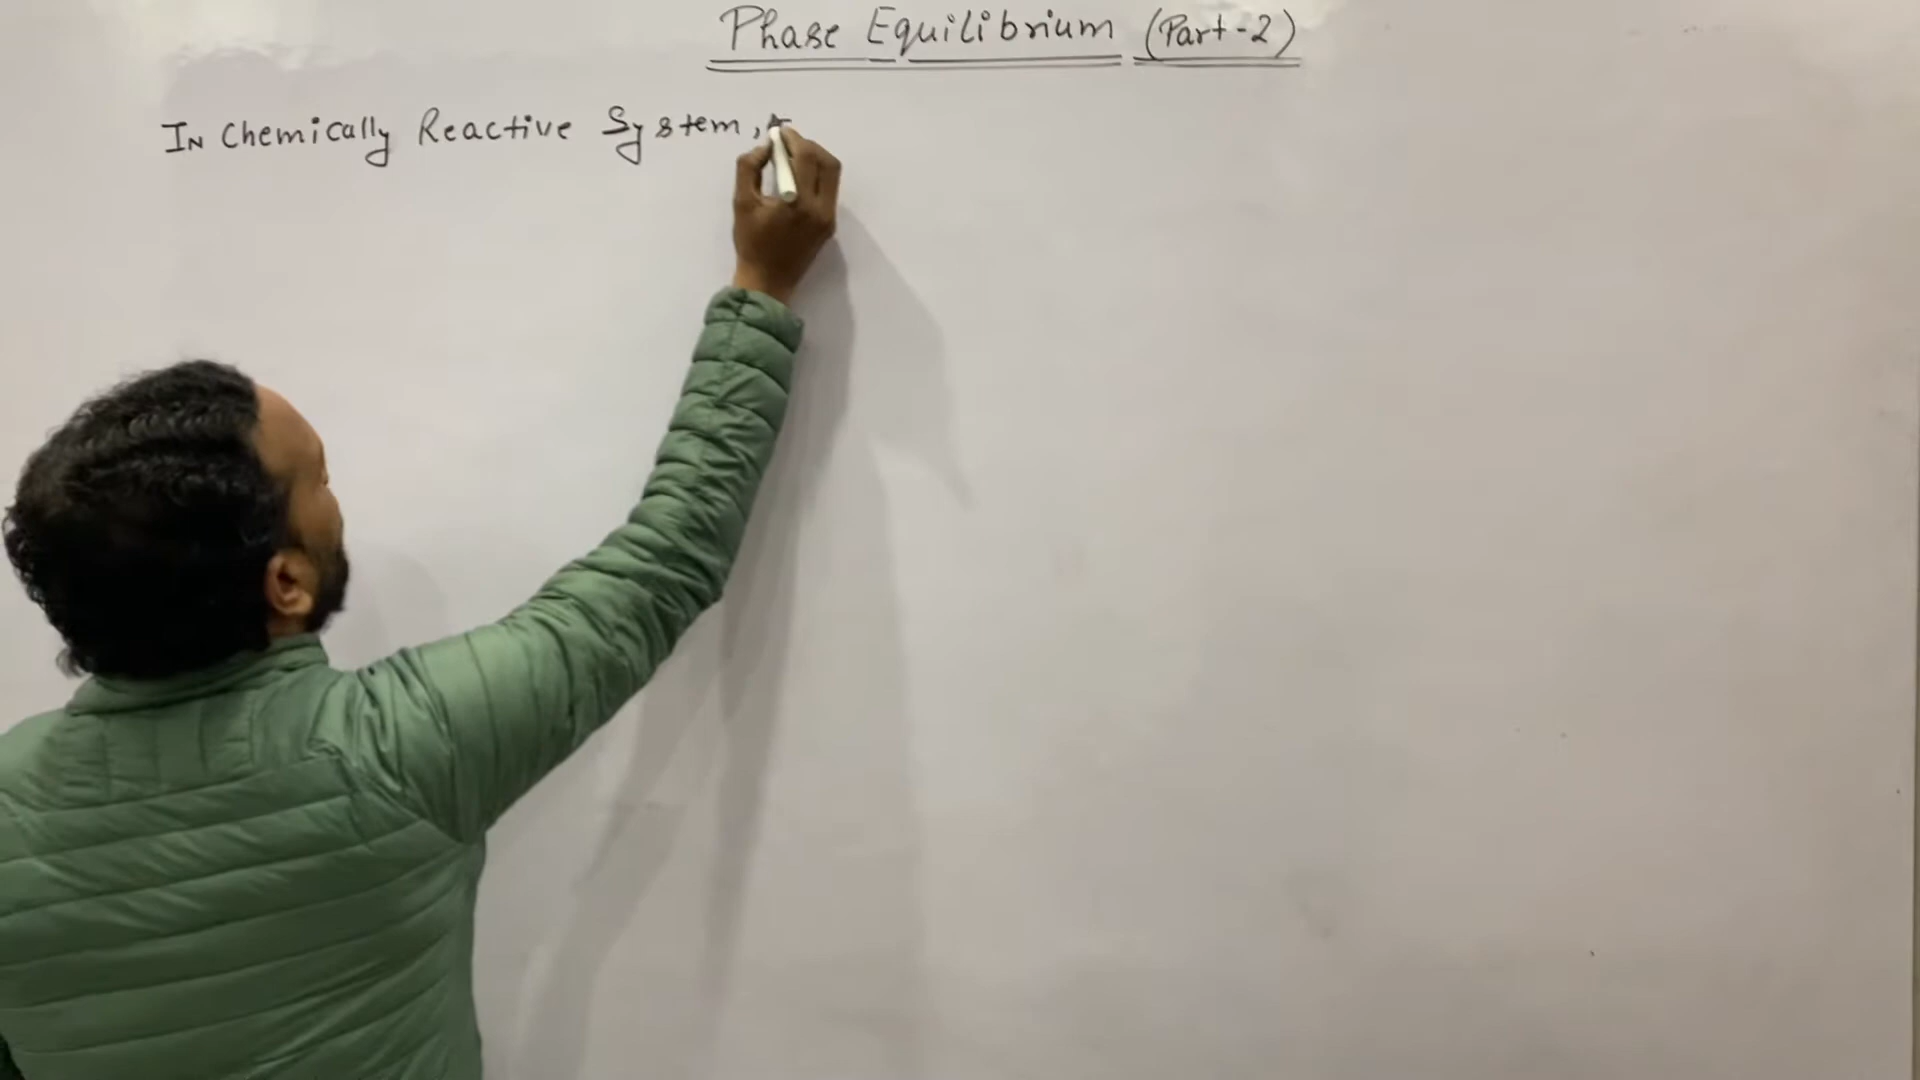 Phase Equilibrium (Part-2)
In Chemically Reactive System,